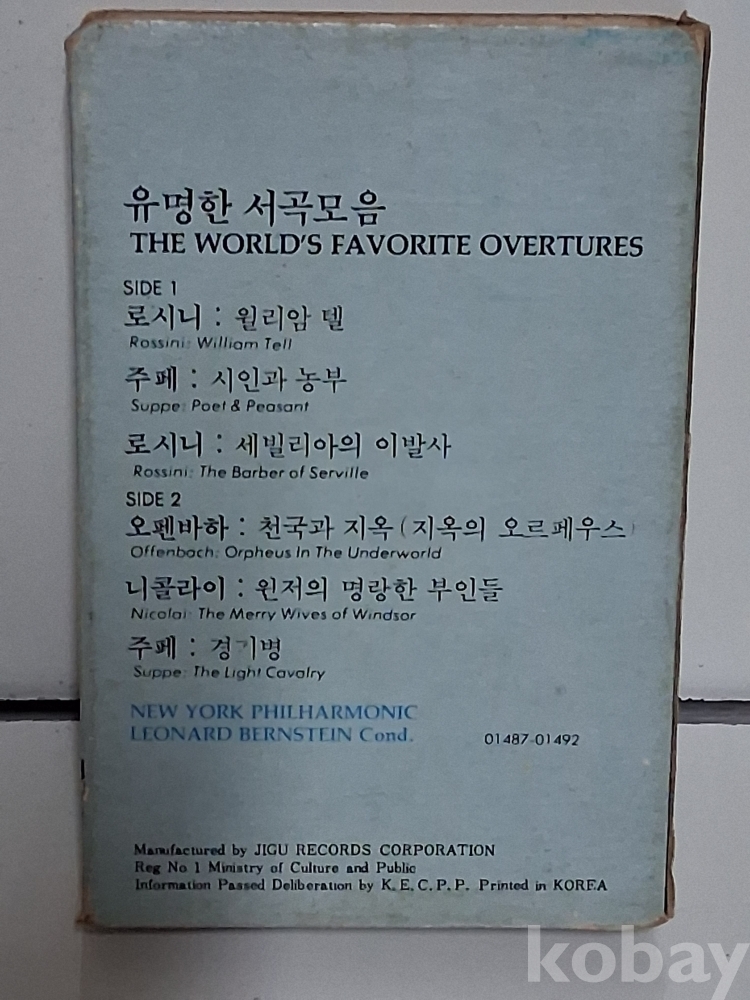 유명한 서곡모음
THE WORLD'S FAVORITE OVERTURES
SIDE 1
로시니 : 윌리암 텔
Rossini: William Tell
주페 : 시인과 농부
Suppe: Poet & Peasant
로시니 : 세빌리아의 이발사
Rossini: The Barber of Serville
SIDE 2
오펜바하 : 천국과 지옥 (지옥의 오르페우스)
Offenbach: Orpheus In The Underworld
니콜라이 : 윈저의 명랑한 부인들
Nicolai: The Merry Wives of Windsor
주페 : 경기병
Suppe: The Light Cavalry
NEW YORK PHILHARMONIC
LEONARD BERNSTEIN Cond.
01487-01492
Manufactured by JIGU RECORDS CORPORATION
Reg No 1 Ministry of Culture and Public
Information Passed Deliberation by K. E. C. P. P. Printed in KOREA
kobay